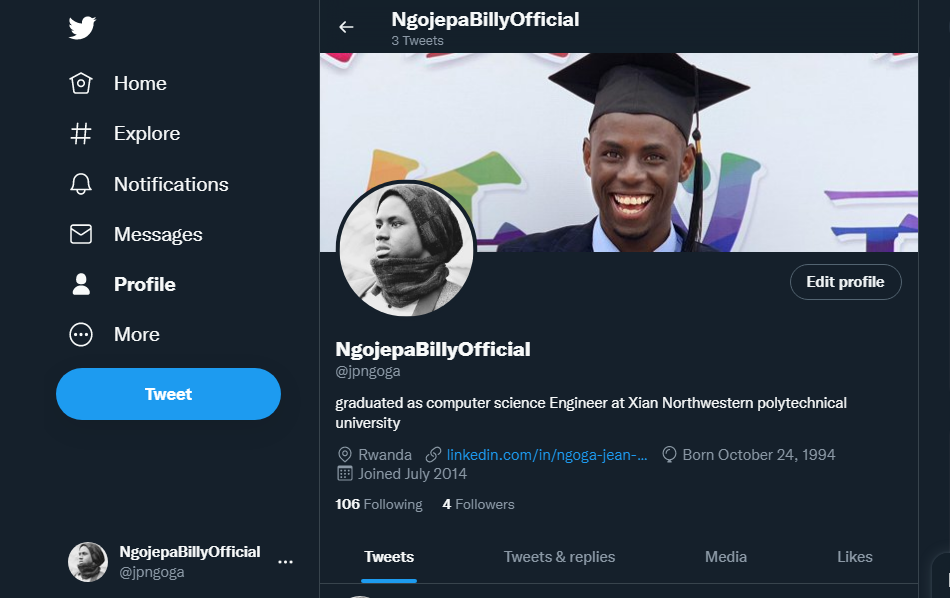 NgojepaBillyOfficial
3 Tweets
Home
Explore
Notifications
Messages
Profile
More
Tweet
NgojepaBillyOfficial
@jpngoga
Edit profile
NgojepaBillyOfficial
@jpngoga
graduated as computer science Engineer at Xian Northwestern polytechnical
university
Rwanda linkedin.com/in/ngoga-jean-... Born October 24, 1994
Joined July 2014
106 Following 4 Followers
Tweets Tweets & replies Media Likes